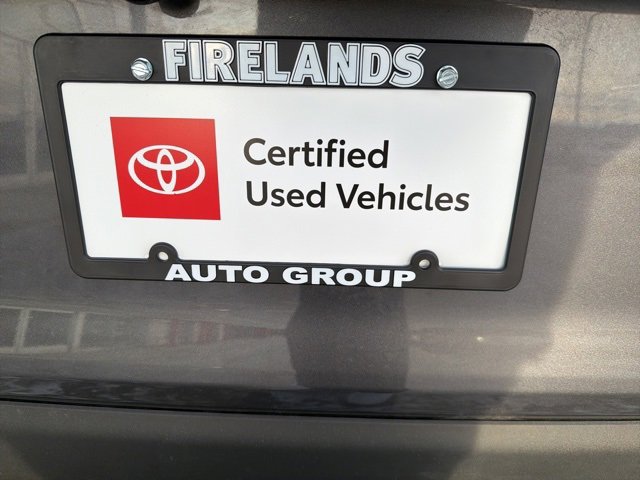 FIRELANDS
Certified
Used Vehicles
AUTO GROUP